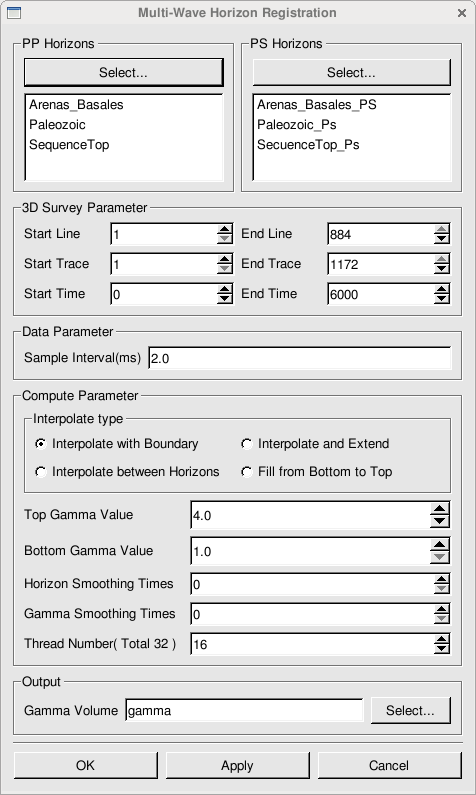 Multi-Wave Horizon Registration
PP Horizons
Select...
Arenas_Basales
Paleozoic
SequenceTop
PS Horizons
Select...
Arenas_Basales_PS
Paleozoic_Ps
SecuenceTop_Ps
3D Survey Parameter
Start Line 1 End Line 884
Start Trace 1 End Trace 1172
Start Time 0 End Time 6000
Data Parameter
Sample Interval(ms) 2.0
Compute Parameter
Interpolate type
Interpolate with Boundary Interpolate and Extend
Interpolate between Horizons Fill from Bottom to Top
Top Gamma Value 4.0
Bottom Gamma Value 1.0
Horizon Smoothing Times 0
Gamma Smoothing Times 0
Thread Number( Total 32 ) 16
Output
Gamma Volume gamma Select...
OK Apply Cancel